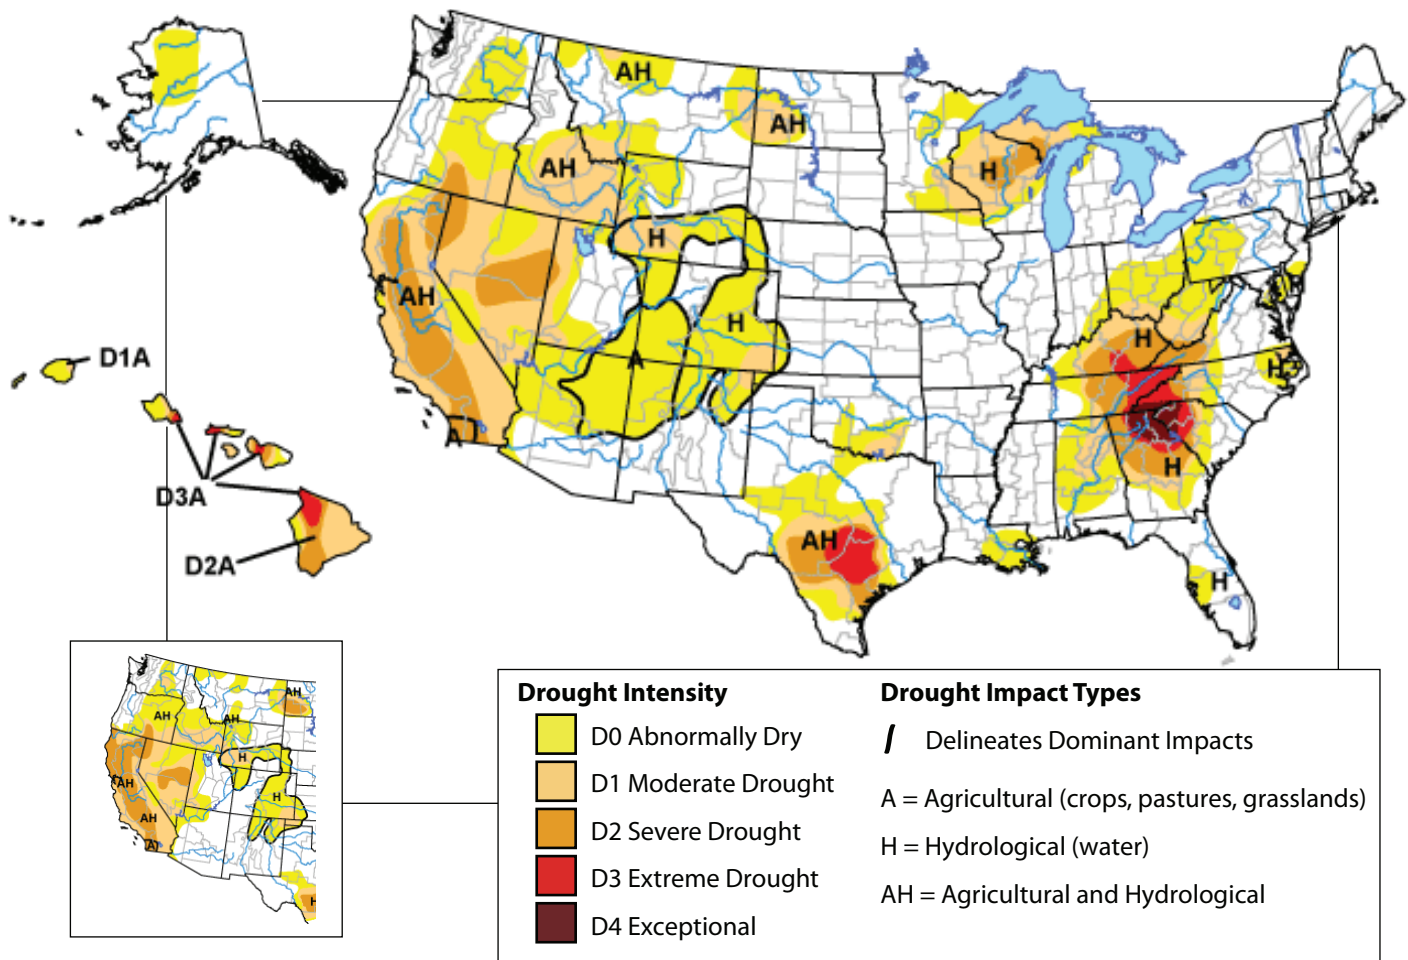 AH
AH
AH
H
H
AH
H
A
A
H
H
H
H
AH
H
D1A
D3A
D2A
AH
AH
AH
H
AH
H
AH
A
H
Drought Intensity
D0 Abnormally Dry
D1 Moderate Drought
D2 Severe Drought
D3 Extreme Drought
D4 Exceptional
Drought Impact Types
Delineates Dominant Impacts
A = Agricultural (crops, pastures, grasslands)
H = Hydrological (water)
AH = Agricultural and Hydrological